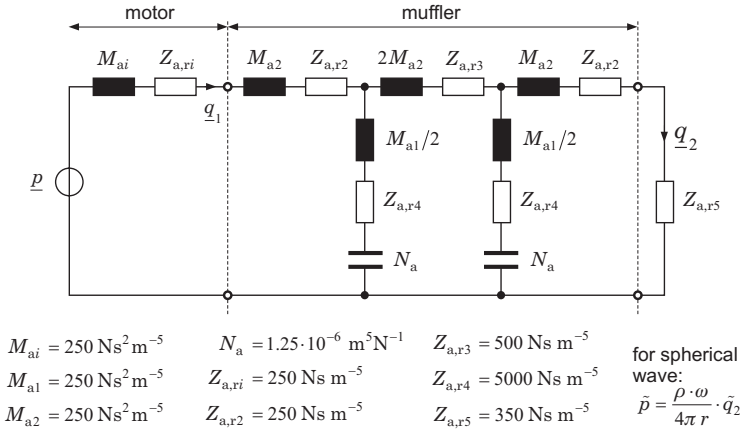 motor muffler
M_ai Z_a,ri M_a2 Z_a,r2 2M_a2 Z_a,r3 M_a2 Z_a,r2
q_1
M_a1/2 M_a1/2 q_2
p Z_a,r4 Z_a,r4 Z_a,r5
N_a N_a
M_ai = 250 Ns² m⁻⁵ N_a = 1.25·10⁻⁶ m⁵N⁻¹ Z_a,r3 = 500 Ns m⁻⁵
M_a1 = 250 Ns² m⁻⁵ Z_a,ri = 250 Ns m⁻⁵ Z_a,r4 = 5000 Ns m⁻⁵
M_a2 = 250 Ns² m⁻⁵ Z_a,r2 = 250 Ns m⁻⁵ Z_a,r5 = 350 Ns m⁻⁵
for spherical
wave:
p̃ = ρ·ω / 4π r · q̃_2